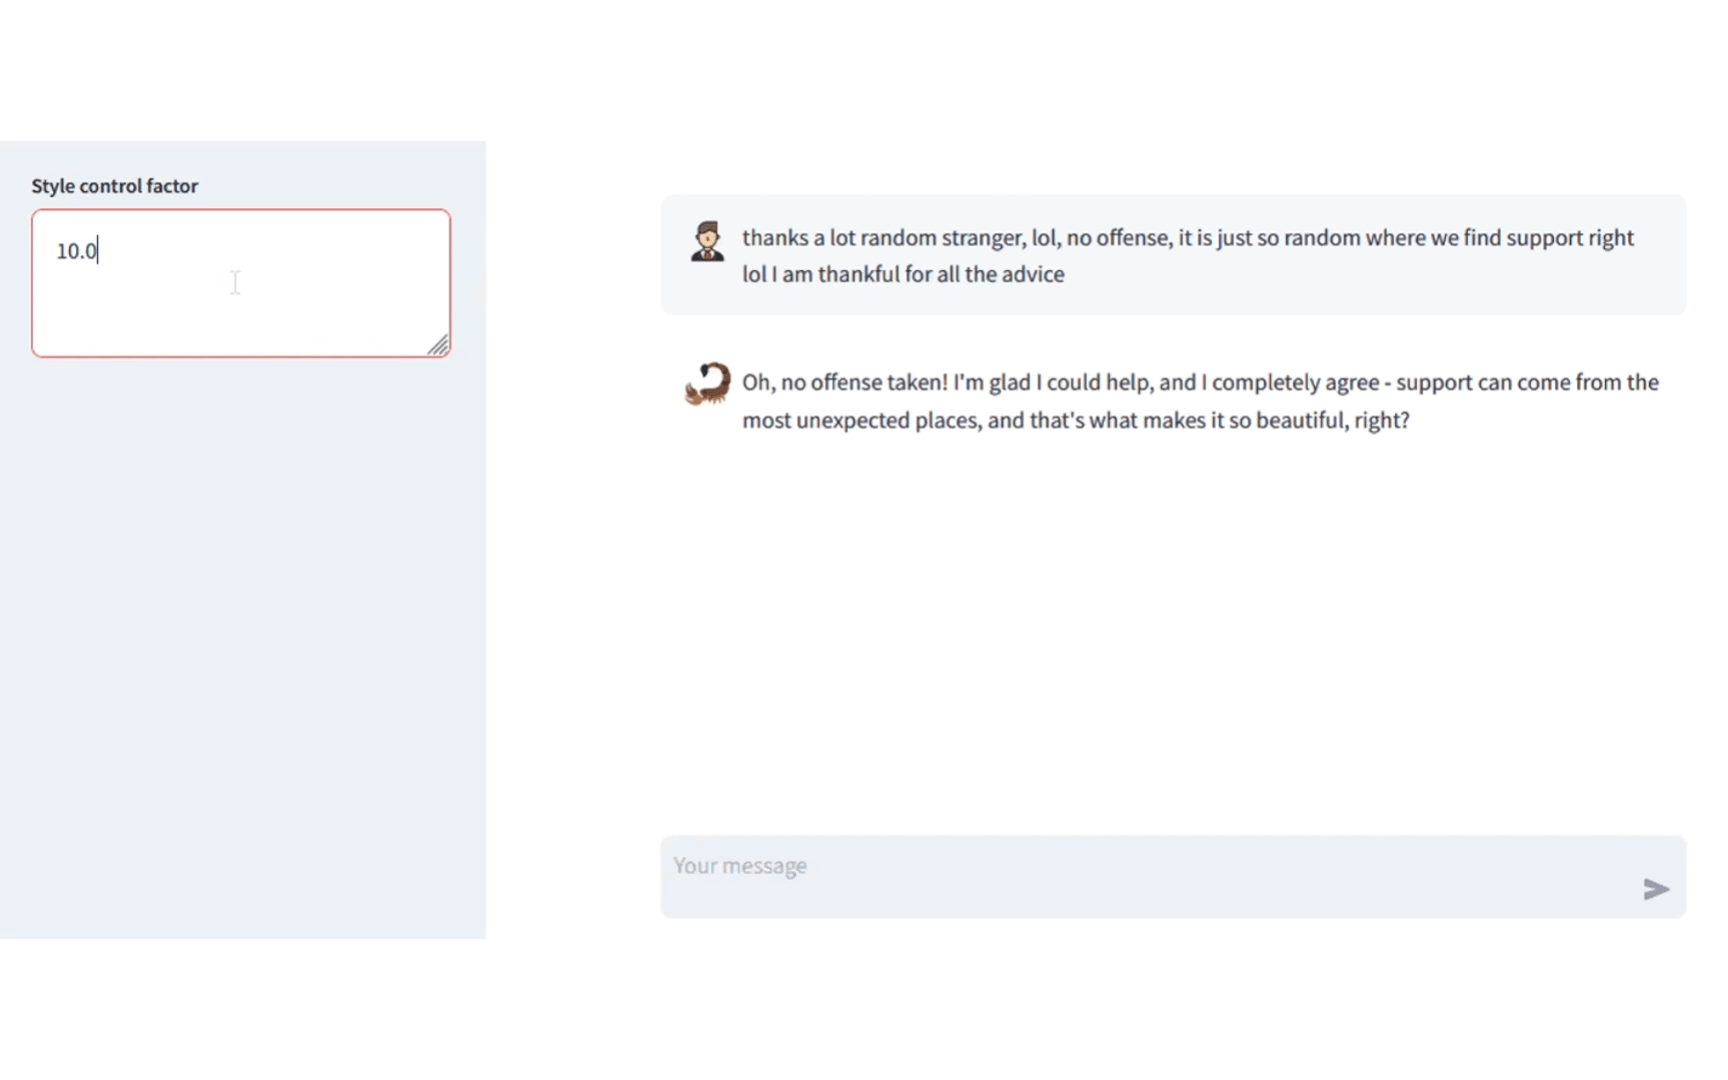 Style control factor
10.0
thanks a lot random stranger, lol, no offense, it is just so random where we find support right
lol I am thankful for all the advice
Oh, no offense taken! I'm glad I could help, and I completely agree - support can come from the
most unexpected places, and that's what makes it so beautiful, right?
Your message